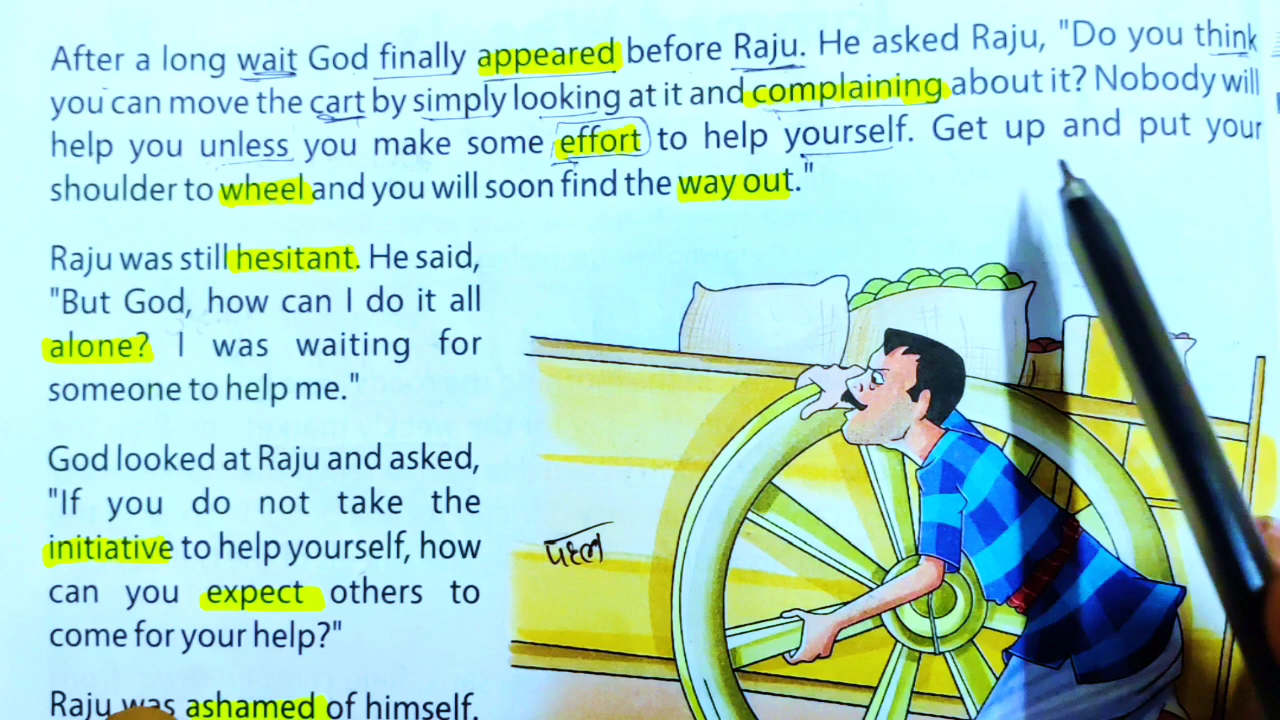 After a long wait God finally appeared before Raju. He asked Raju, "Do you think
you can move the cart by simply looking at it and complaining about it? Nobody will
help you unless you make some effort to help yourself. Get up and put your
shoulder to wheel and you will soon find the way out."
Raju was still hesitant. He said,
"But God, how can I do it all
alone? I was waiting for
someone to help me."
God looked at Raju and asked,
"If you do not take the
initiative to help yourself, how
can you expect others to
come for your help?"
Raju was ashamed of himself.
पहल